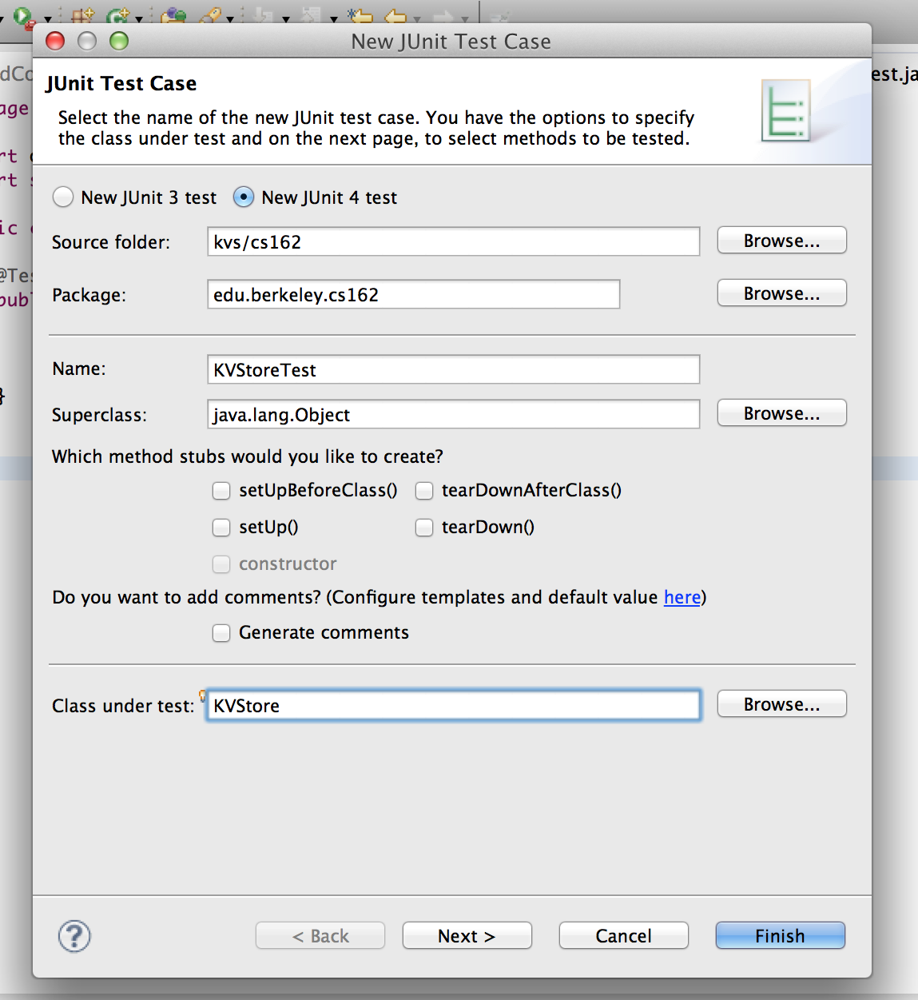 New JUnit Test Case
JUnit Test Case
Select the name of the new JUnit test case. You have the options to specify
the class under test and on the next page, to select methods to be tested.
New JUnit 3 test New JUnit 4 test
Source folder: kvs/cs162 Browse...
Package: edu.berkeley.cs162 Browse...
Name: KVStoreTest
Superclass: java.lang.Object Browse...
Which method stubs would you like to create?
setUpBeforeClass() tearDownAfterClass()
setUp() tearDown()
constructor
Do you want to add comments? (Configure templates and default value here)
Generate comments
Class under test: KVStore Browse...
? < Back Next > Cancel Finish